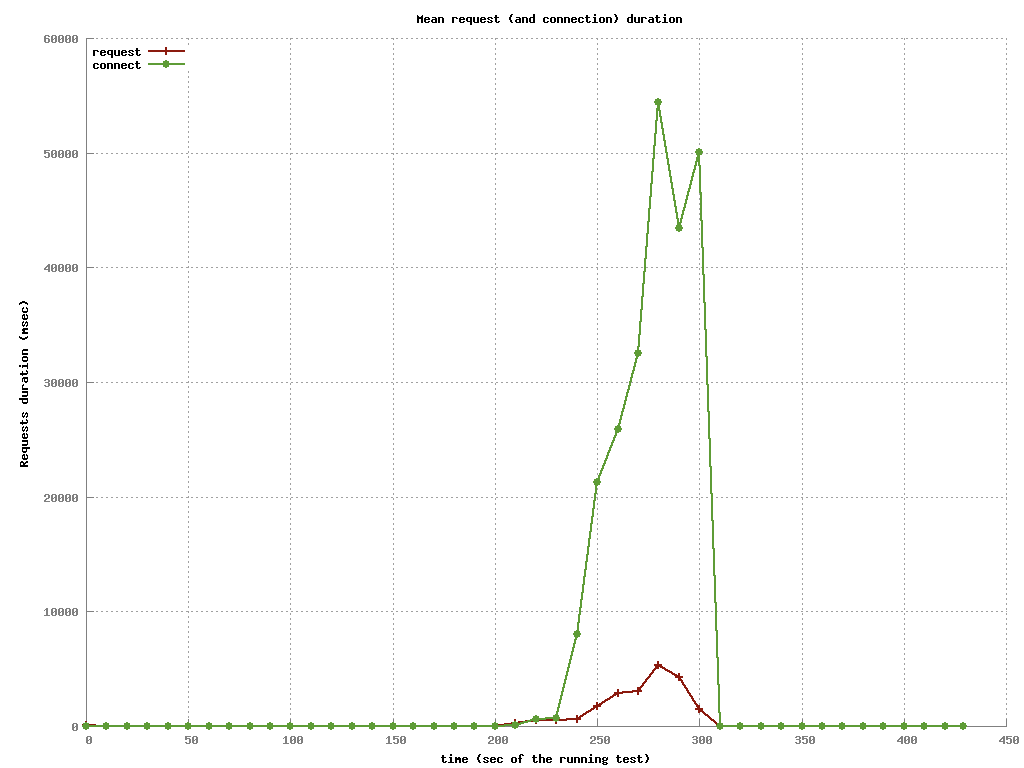 Mean request (and connection) duration
60000
request
connect
50000
40000
Requests duration (msec)
30000
20000
10000
0
0 50 100 150 200 250 300 350 400 450
time (sec of the running test)